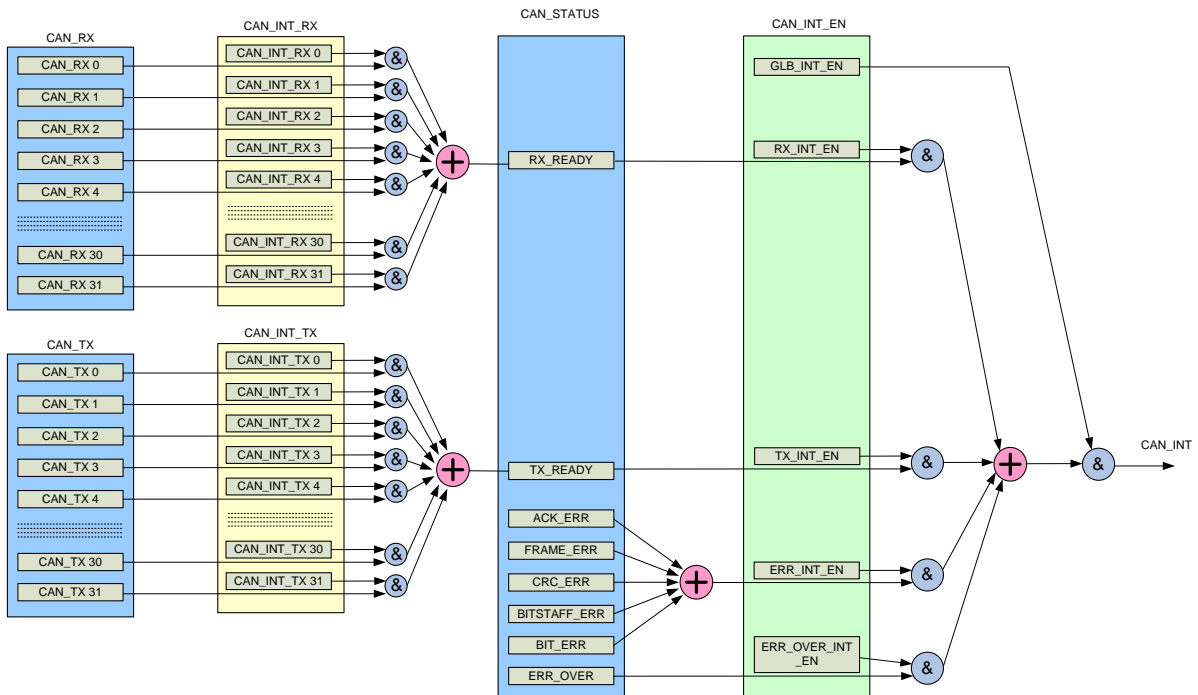 CAN_RX
CAN_RX 0
CAN_RX 1
CAN_RX 2
CAN_RX 3
CAN_RX 4
CAN_RX 30
CAN_RX 31
CAN_INT_RX
CAN_INT_RX 0
CAN_INT_RX 1
CAN_INT_RX 2
CAN_INT_RX 3
CAN_INT_RX 4
CAN_INT_RX 30
CAN_INT_RX 31
&
&
&
&
&
&
&
+
CAN_TX
CAN_TX 0
CAN_TX 1
CAN_TX 2
CAN_TX 3
CAN_TX 4
CAN_TX 30
CAN_TX 31
CAN_INT_TX
CAN_INT_TX 0
CAN_INT_TX 1
CAN_INT_TX 2
CAN_INT_TX 3
CAN_INT_TX 4
CAN_INT_TX 30
CAN_INT_TX 31
&
&
&
&
&
&
&
+
CAN_STATUS
RX_READY
TX_READY
ACK_ERR
FRAME_ERR
CRC_ERR
BITSTAFF_ERR
BIT_ERR
ERR_OVER
+
CAN_INT_EN
GLB_INT_EN
RX_INT_EN
TX_INT_EN
ERR_INT_EN
ERR_OVER_INT
_EN
&
&
&
&
+
&
CAN_INT